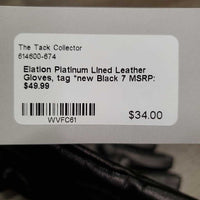 The Tack Collector
614600-674
Elation Platinum Lined Leather
Gloves, tag *new Black 7 MSRP:
$49.99
WVFC61
$34.00